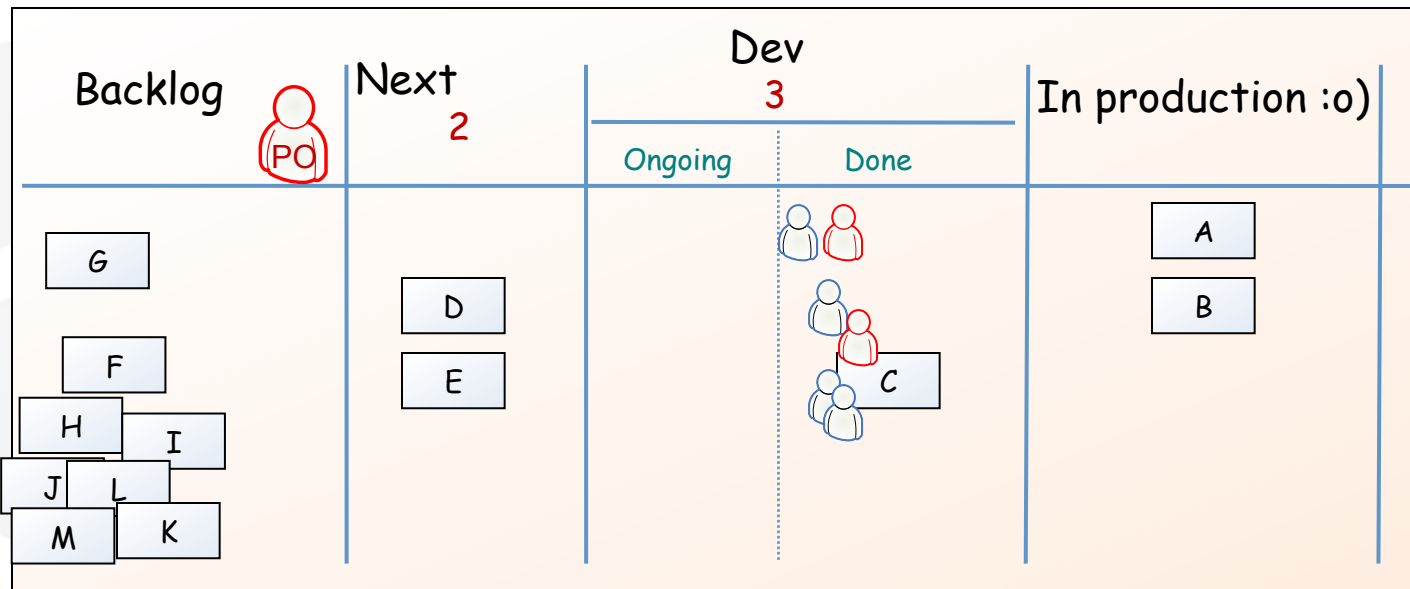 Backlog
PO
Next
2
Dev
3
Ongoing
Done
In production :o)
G
F
H
I
J
L
M
K
D
E
C
A
B